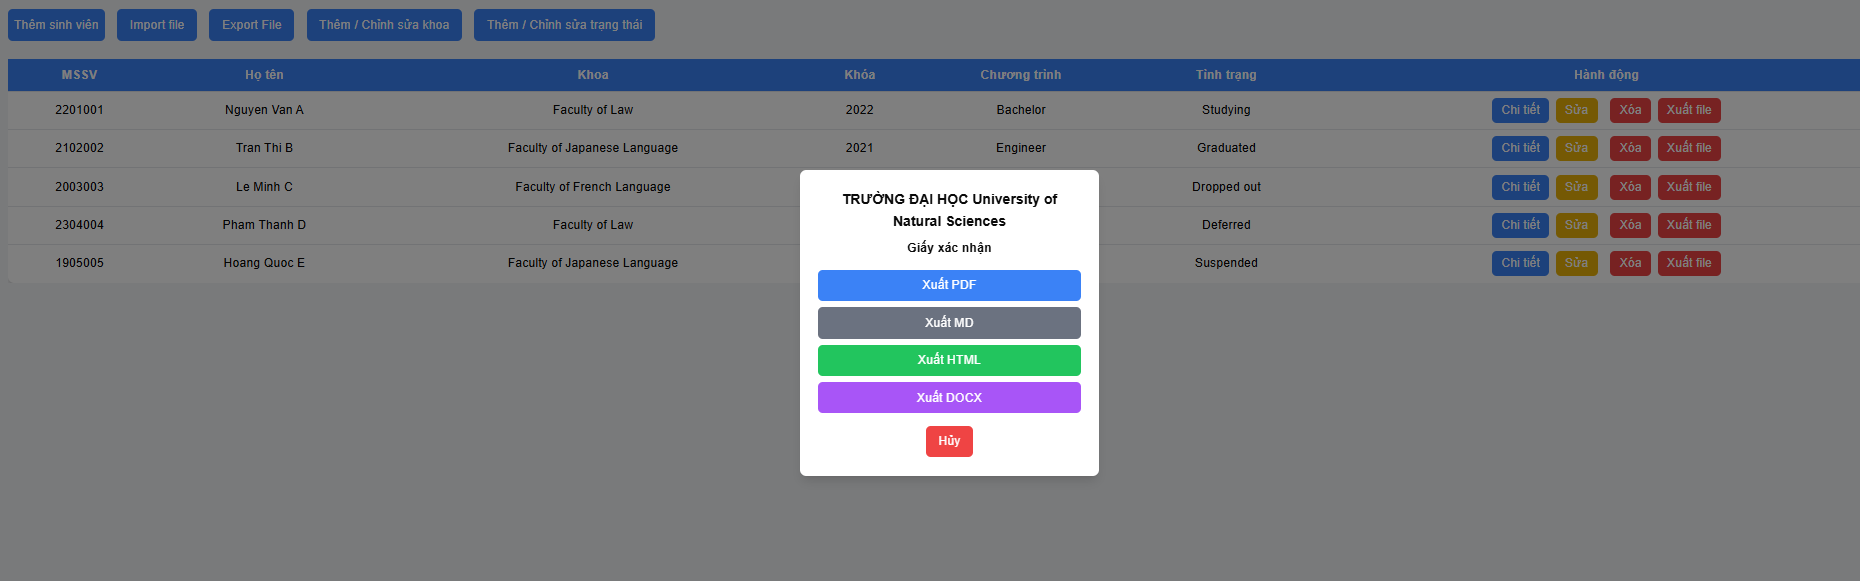 Thêm sinh viên Import file Export File Thêm / Chỉnh sửa khoa Thêm / Chỉnh sửa trạng thái
MSSV Họ tên Khoa Khóa Chương trình Tình trạng Hành động
2201001 Nguyen Van A Faculty of Law 2022 Bachelor Studying Chi tiết Sửa Xóa Xuất file
2102002 Tran Thi B Faculty of Japanese Language 2021 Engineer Graduated Chi tiết Sửa Xóa Xuất file
2003003 Le Minh C Faculty of French Language Dropped out Chi tiết Sửa Xóa Xuất file
2304004 Pham Thanh D Faculty of Law Deferred Chi tiết Sửa Xóa Xuất file
1905005 Hoang Quoc E Faculty of Japanese Language Suspended Chi tiết Sửa Xóa Xuất file
TRƯỜNG ĐẠI HỌC University of
Natural Sciences
Giấy xác nhận
Xuất PDF
Xuất MD
Xuất HTML
Xuất DOCX
Hủy